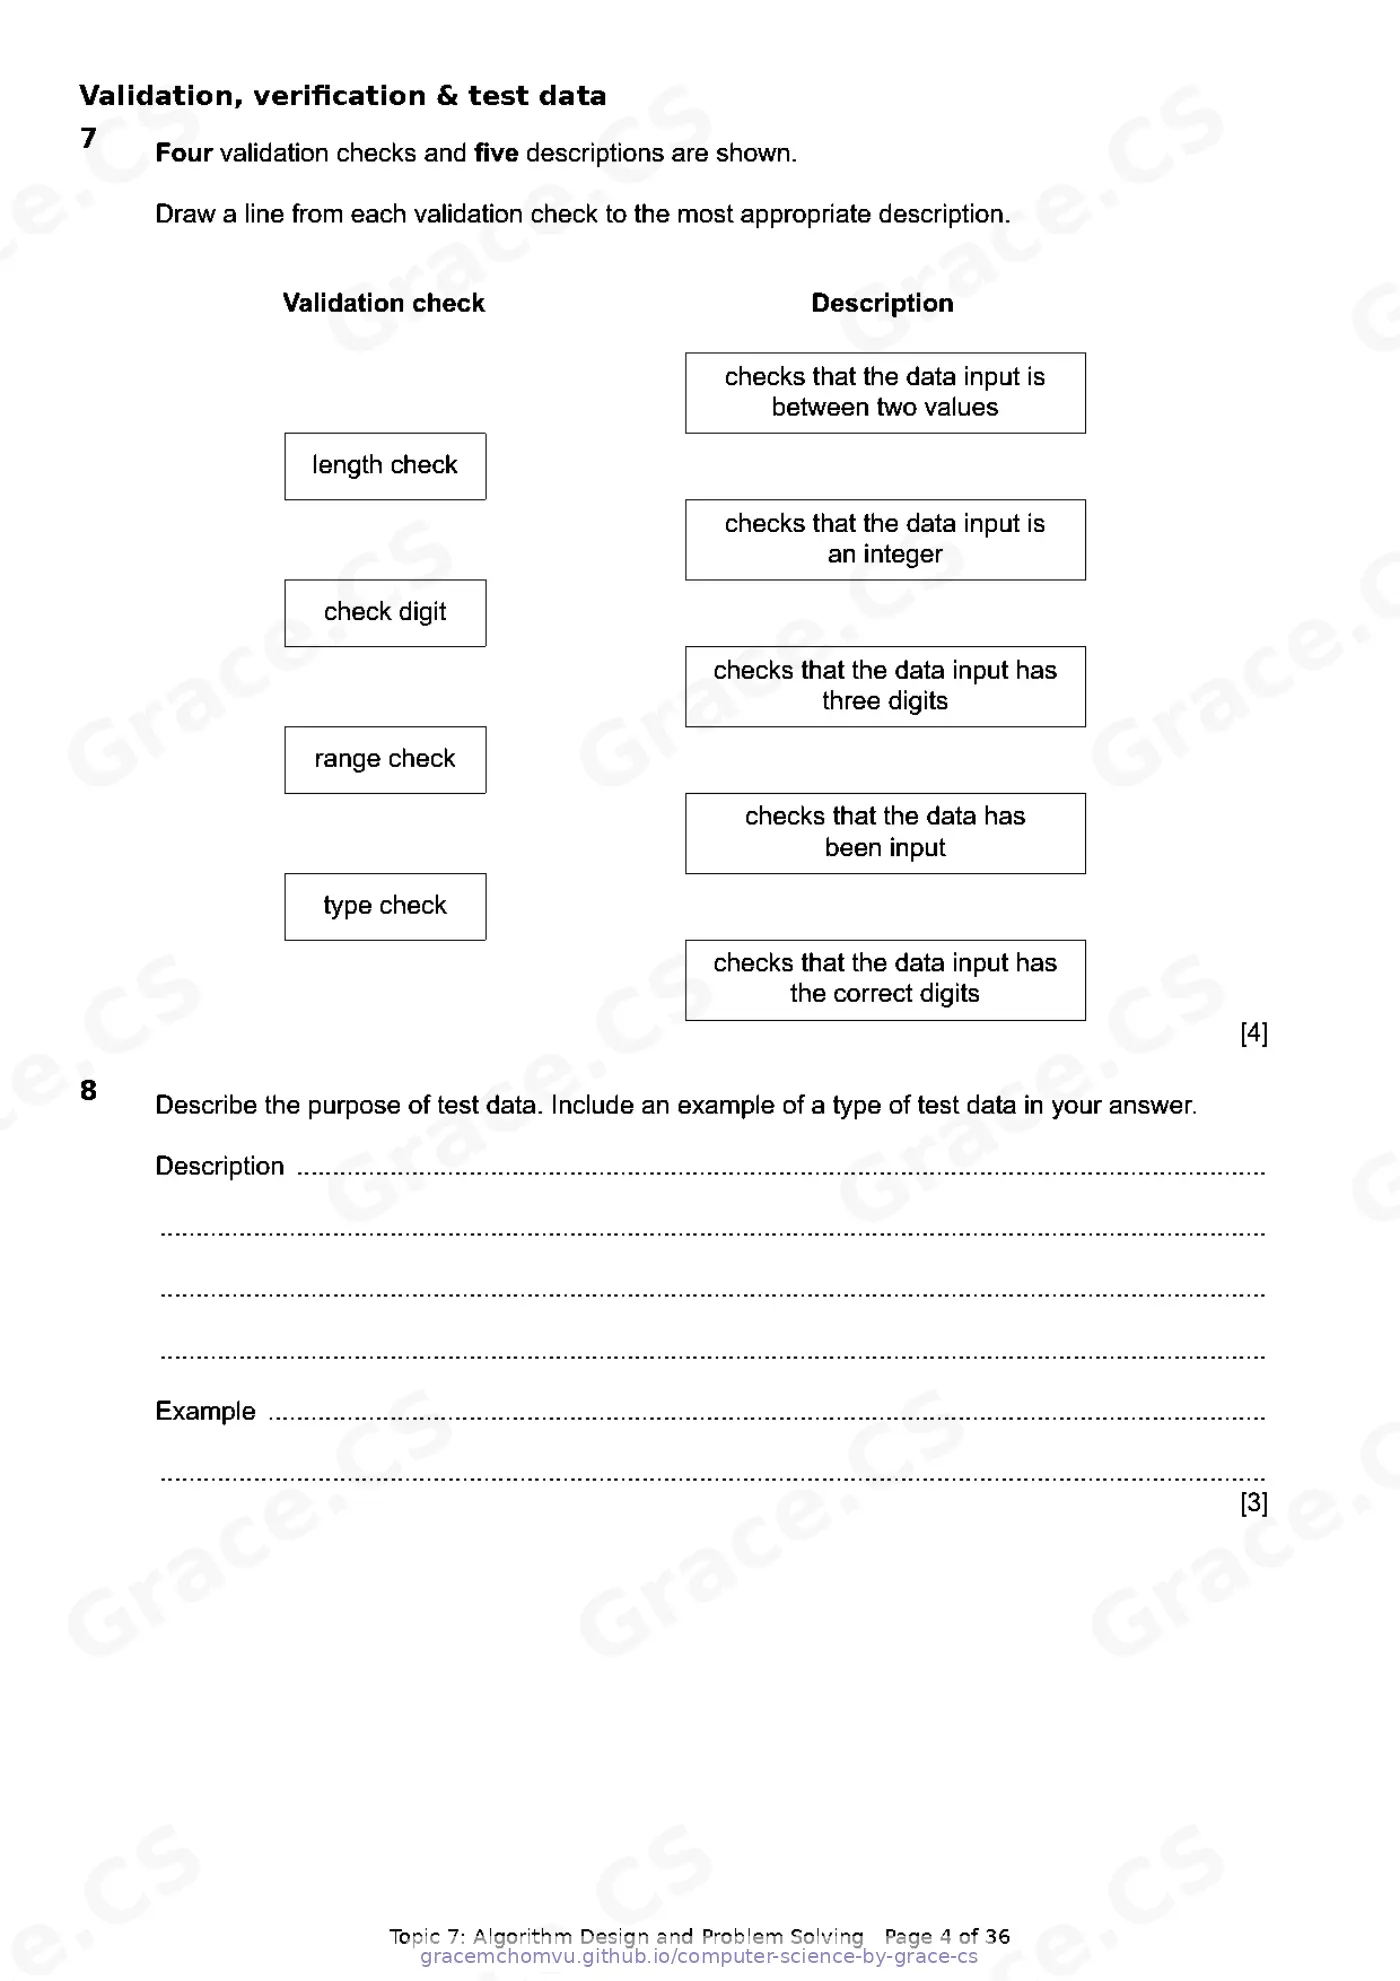 Validation, verification & test data
7
Four validation checks and five descriptions are shown.
Draw a line from each validation check to the most appropriate description.
Validation check
Description
checks that the data input is
between two values
length check
checks that the data input is
an integer
check digit
checks that the data input has
three digits
range check
checks that the data has
been input
type check
checks that the data input has
the correct digits
[4]
8
Describe the purpose of test data. Include an example of a type of test data in your answer.
Description
Example
[3]
Topic 7: Algorithm Design and Problem Solving Page 4 of 36
gracemchomvu.github.io/computer-science-by-grace-cs
Grace.CS